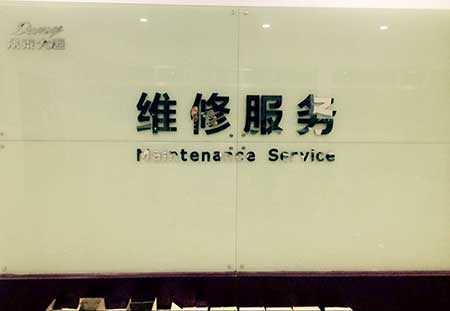 维修服务
Maintenance Service